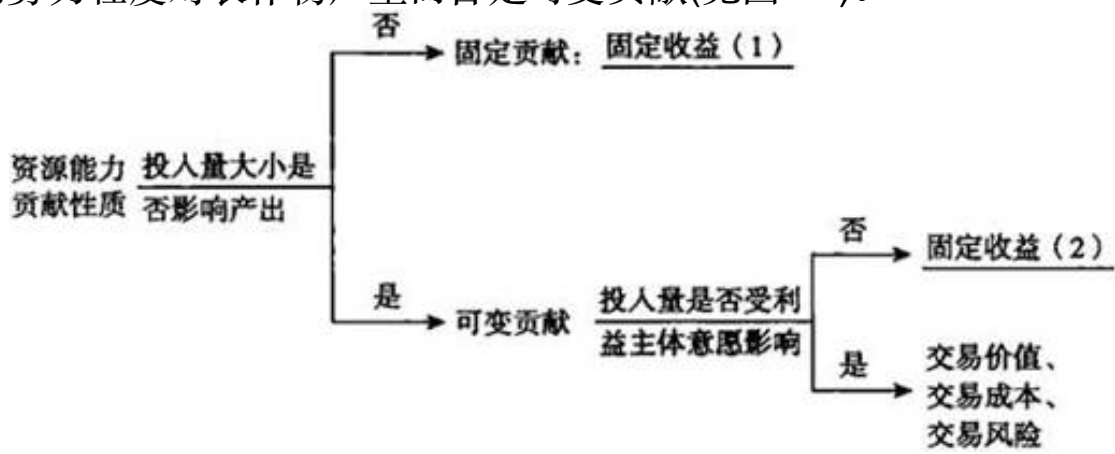 否
固定贡献：固定收益（1）
资源能力
贡献性质
投入量大小是
否影响产出
否
固定收益（2）
是
可变贡献
投入量是否受利
益主体意愿影响
是
交易价值、
交易成本、
交易风险